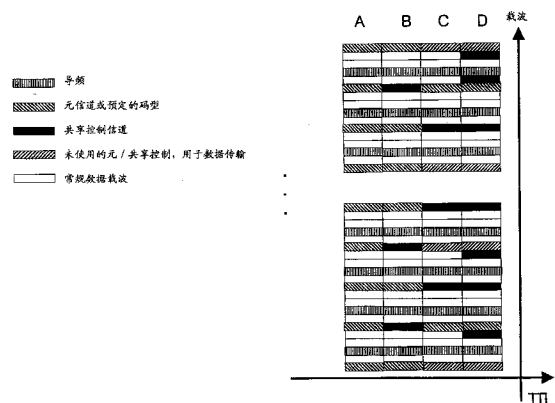 A B C D
载波
导频
元信道或预定的码型
共享控制信道
未使用的元/共享控制，用于数据传输
常规数据载波
TTI